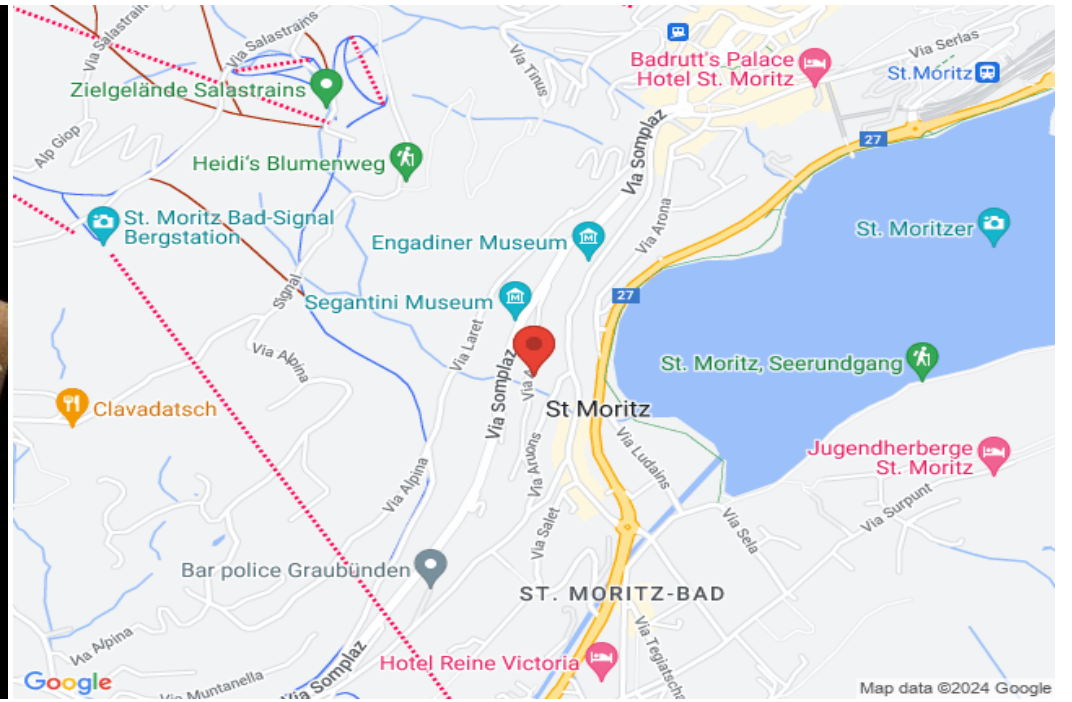 Via Salastrains
Via Salastrains
Zielgelände Salastrains
Via Tinus
Badrutt's Palace
Hotel St. Moritz
Via Serlas
St.Moritz
27
Alp Giop
Heidi's Blumenweg
Via Somplaz
St. Moritz Bad-Signal
Bergstation
Engadiner Museum
Via Arona
St. Moritzer
Signal
Segantini Museum
27
Via Laret
Via Alpina
Via Somplaz
Via A
St. Moritz, Seerundgang
Clavadatsch
St Moritz
Via Ludains
Jugendherberge
St. Moritz
Via Aruons
Via Alpina
Via Salet
Via Sela
Via Surpunt
Bar police Graubünden
ST. MORITZ-BAD
Via Alpina
Via Tegiatscha
Hotel Reine Victoria
Google
Via Muntanella
Via Somplaz
Map data ©2024 Google